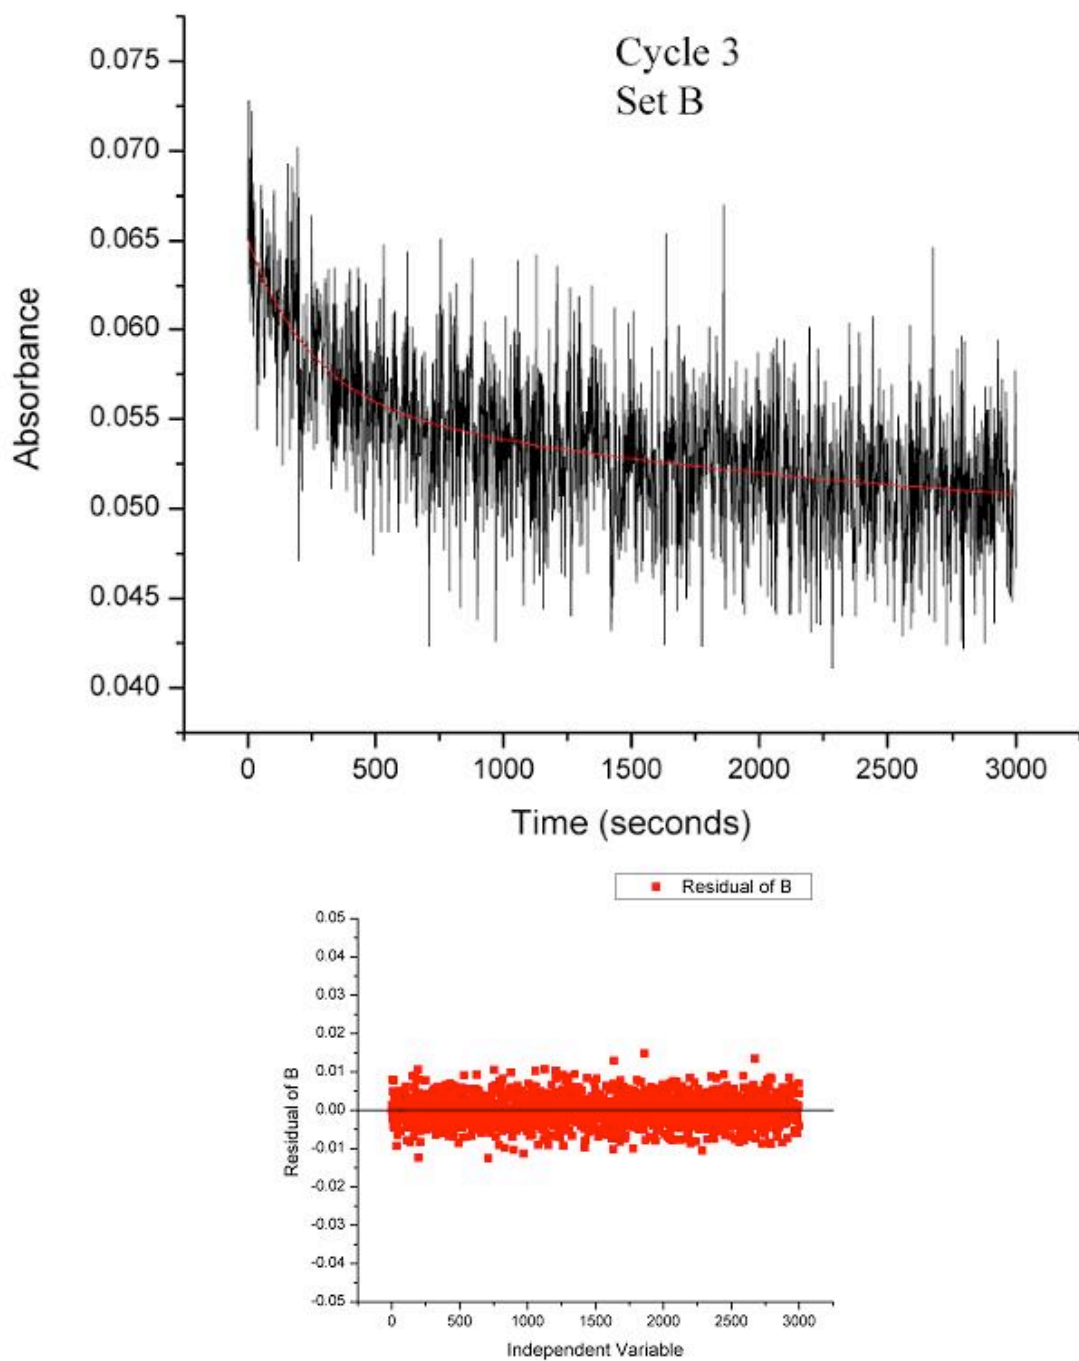 Cycle 3
Set B
0.075
0.070
0.065
0.060
0.055
0.050
0.045
0.040
Absorbance
0 500 1000 1500 2000 2500 3000
Time (seconds)
Residual of B
0.05
0.04
0.03
0.02
0.01
0.00
-0.01
-0.02
-0.03
-0.04
-0.05
Residual of B
0 500 1000 1500 2000 2500 3000
Independent Variable